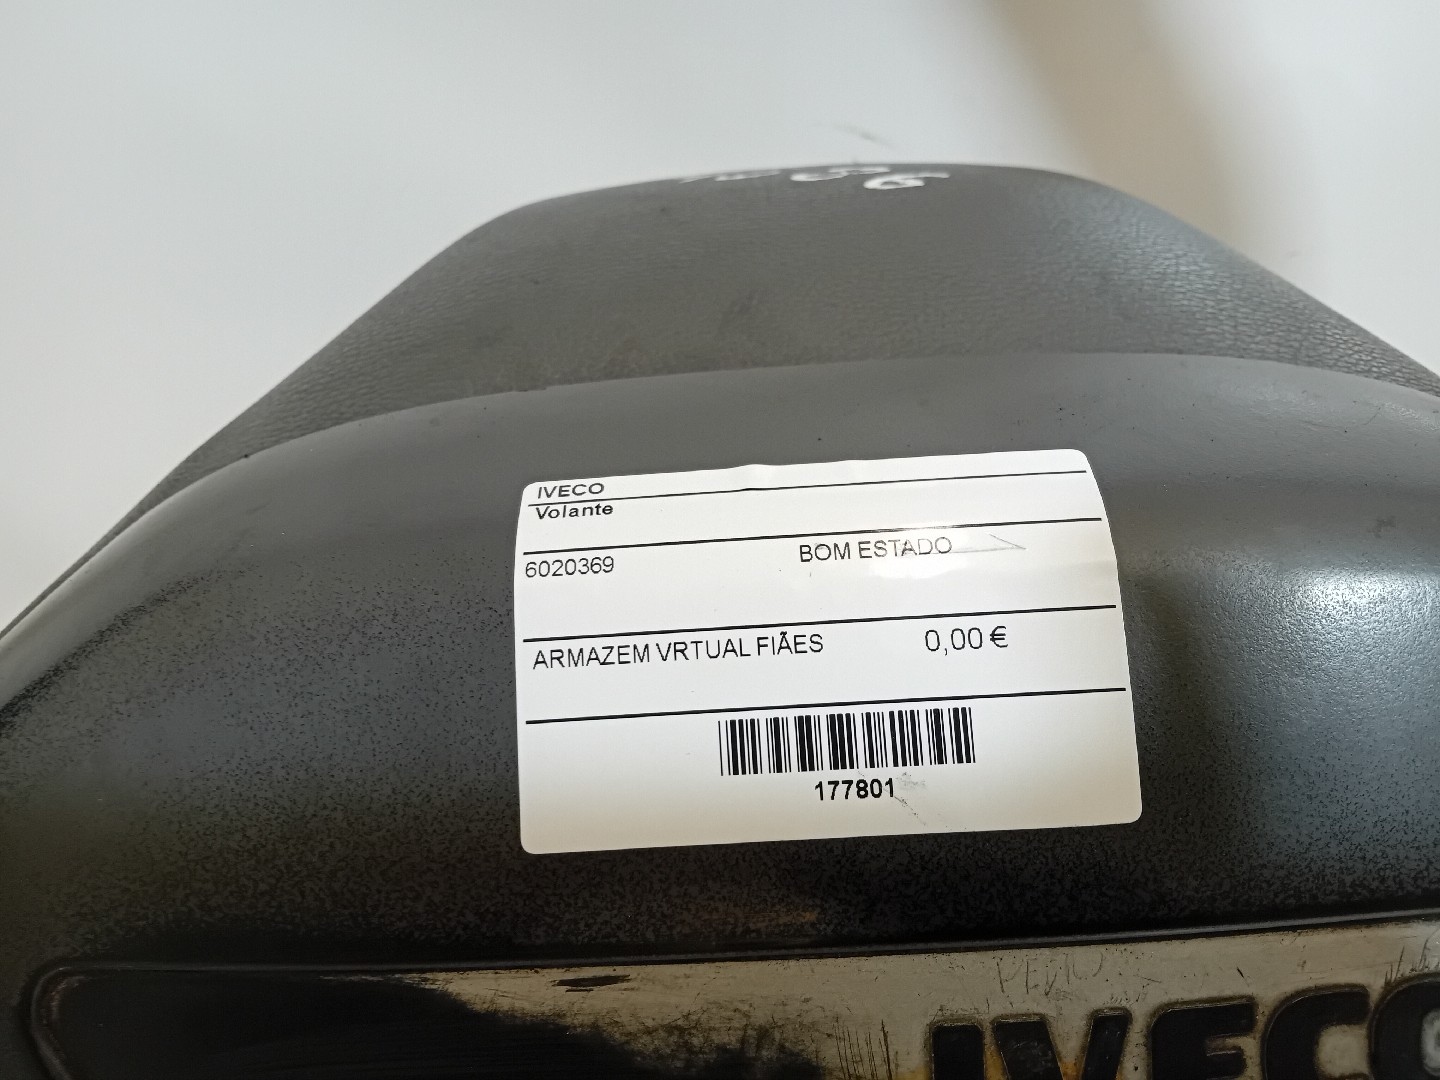 IVECO
Volante
6020369 BOM ESTADO
ARMAZEM VRTUAL FIÃES 0,00 €
177801
IVECO